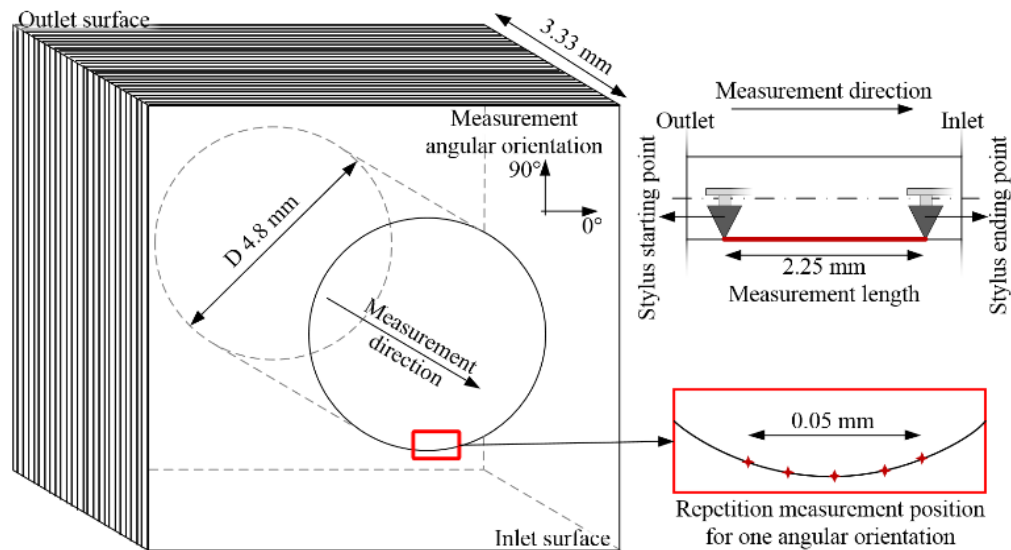 Outlet surface
3.33 mm
Measurement
angular orientation
90°
0°
D 4.8 mm
Measurement
direction
Inlet surface
Measurement direction
Outlet
Inlet
Stylus starting point
Stylus ending point
2.25 mm
Measurement length
0.05 mm
Repetition measurement position
for one angular orientation